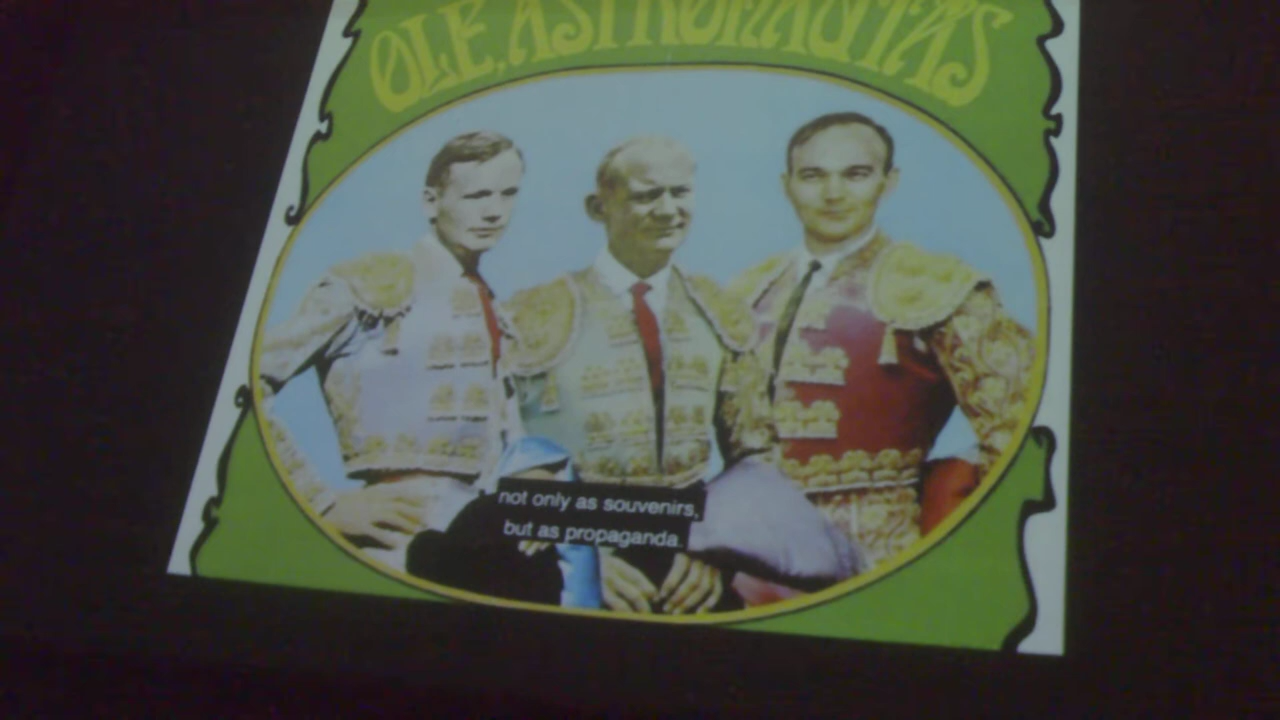 OLE, ASTRONAUTAS
not only as souvenirs,
but as propaganda.